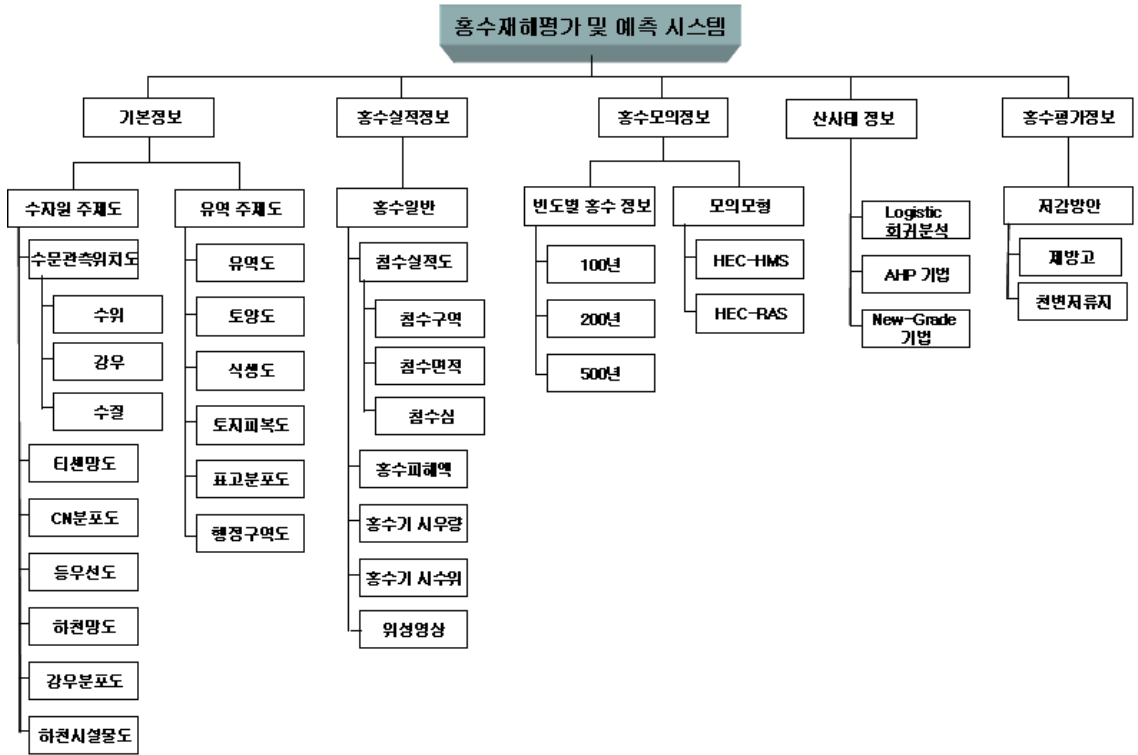 홍수재해평가 및 예측 시스템
기본정보
홍수실적정보
홍수모의정보
산사태 정보
홍수평가정보
수자원 주제도
유역 주제도
홍수일반
빈도별 홍수 정보
모의모형
저감방안
수문관측위치도
수위
강우
수질
티센망도
CN분포도
등우선도
하천망도
강우분포도
하천시설물도
유역도
토양도
식생도
토지피복도
표고분포도
행정구역도
침수실적도
침수구역
침수면적
침수심
홍수피해액
홍수기 시우량
홍수기 시수위
위성영상
100년
200년
500년
HEC-HMS
HEC-RAS
Logistic
회귀분석
AHP 기법
New-Grade
기법
제방고
천변저류지